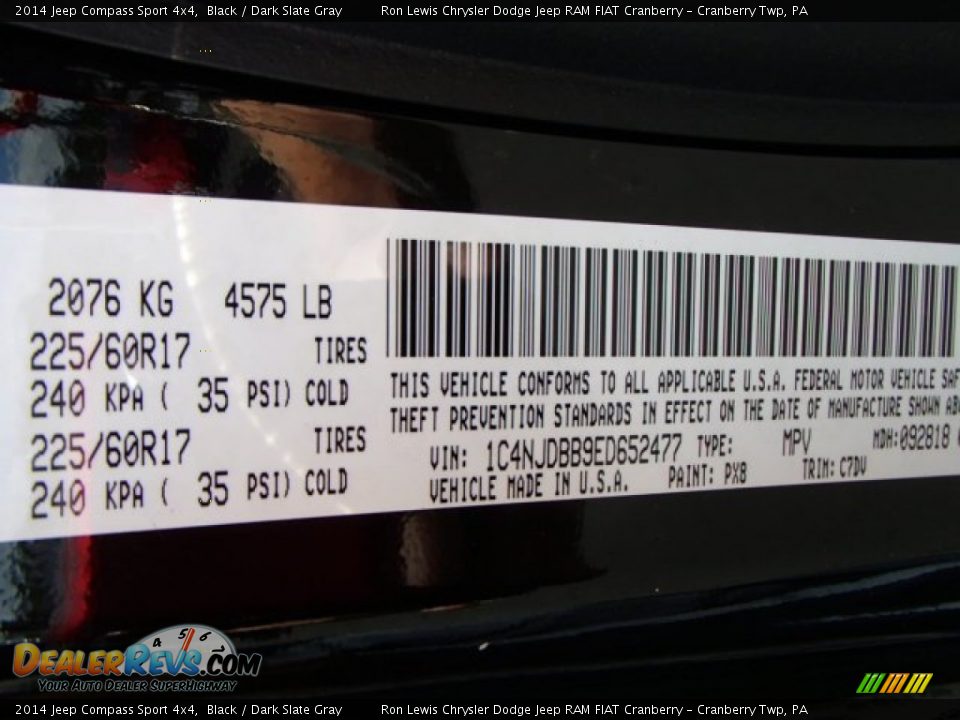 2014 Jeep Compass Sport 4x4, Black / Dark Slate Gray Ron Lewis Chrysler Dodge Jeep RAM FIAT Cranberry - Cranberry Twp, PA
2076 KG 4575 LB
225/60R17 TIRES
240 KPA ( 35 PSI) COLD
225/60R17 TIRES
240 KPA ( 35 PSI) COLD
THIS VEHICLE CONFORMS TO ALL APPLICABLE U.S.A. FEDERAL MOTOR VEHICLE SAF
THEFT PREVENTION STANDARDS IN EFFECT ON THE DATE OF MANUFACTURE SHOWN AB
VIN: 1C4NJDBB9ED652477 TYPE: MPV MDH:092818
VEHICLE MADE IN U.S.A. PAINT: PX8 TRIM: C7DV
4 5 6
DEALERREVS.COM
YOUR AUTO DEALER SUPERHIGHWAY
2014 Jeep Compass Sport 4x4, Black / Dark Slate Gray Ron Lewis Chrysler Dodge Jeep RAM FIAT Cranberry - Cranberry Twp, PA